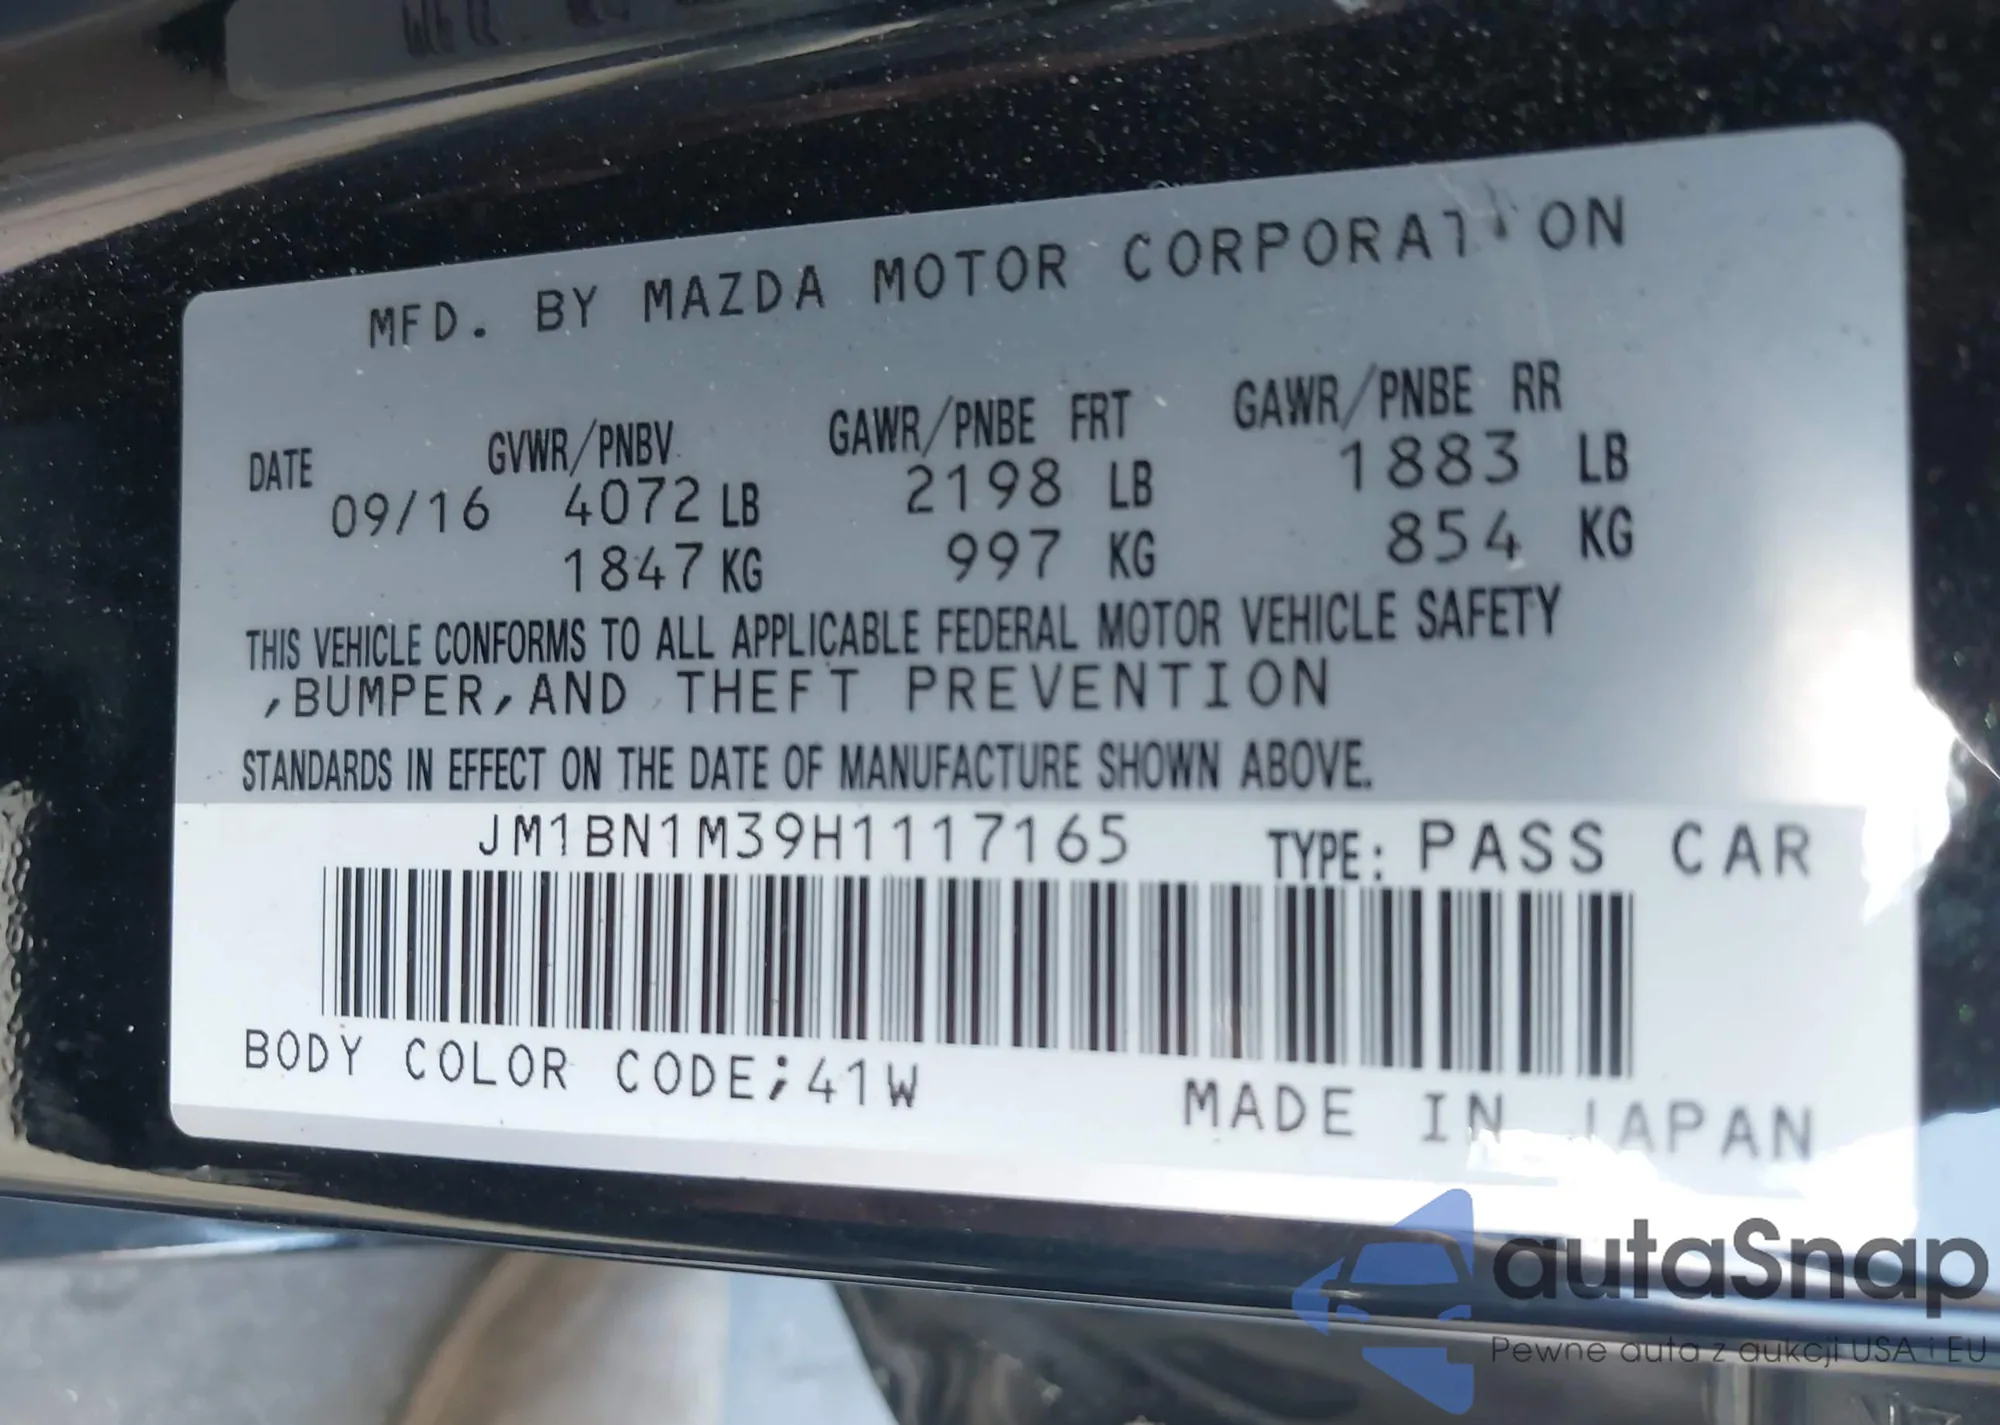 MFD. BY MAZDA MOTOR CORPORATION
DATE GVWR/PNBV GAWR/PNBE FRT GAWR/PNBE RR
09/16 4072 LB 2198 LB 1883 LB
1847 KG 997 KG 854 KG
THIS VEHICLE CONFORMS TO ALL APPLICABLE FEDERAL MOTOR VEHICLE SAFETY
,BUMPER,AND THEFT PREVENTION
STANDARDS IN EFFECT ON THE DATE OF MANUFACTURE SHOWN ABOVE.
JM1BN1M39H1117165 TYPE: PASS CAR
BODY COLOR CODE;41W
MADE IN JAPAN
autaSnap
Pewne auta z aukcji USA i EU